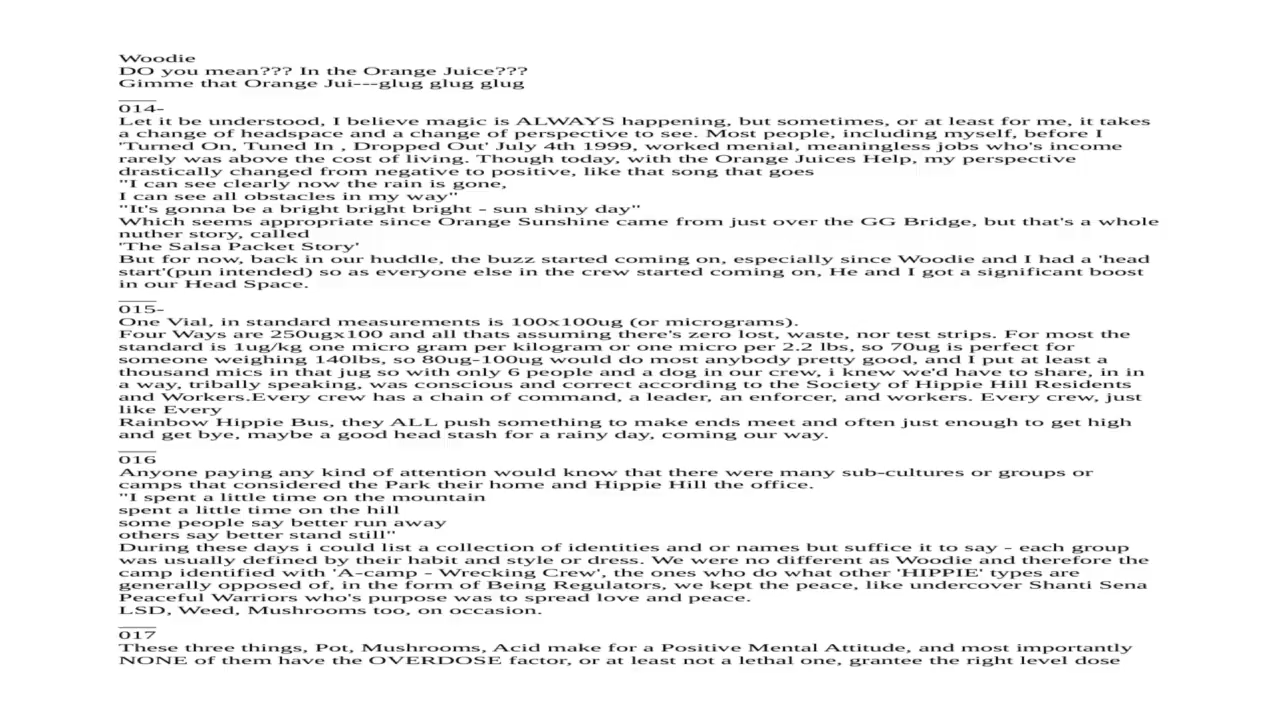 Woodie
DO you mean??? In the Orange Juice???
Gimme that Orange Jui---glug glug glug
____
014-
Let it be understood, I believe magic is ALWAYS happening, but sometimes, or at least for me, it takes
a change of headspace and a change of perspective to see. Most people, including myself, before I
'Turned On, Tuned In , Dropped Out' July 4th 1999, worked menial, meaningless jobs who's income
rarely was above the cost of living. Though today, with the Orange Juices Help, my perspective
drastically changed from negative to positive, like that song that goes
"I can see clearly now the rain is gone,
I can see all obstacles in my way"
"It's gonna be a bright bright bright - sun shiny day"
Which seems appropriate since Orange Sunshine came from just over the GG Bridge, but that's a whole
nuther story, called
'The Salsa Packet Story'
But for now, back in our huddle, the buzz started coming on, especially since Woodie and I had a 'head
start'(pun intended) so as everyone else in the crew started coming on, He and I got a significant boost
in our Head Space.
____
015-
One Vial, in standard measurements is 100x100ug (or micrograms).
Four Ways are 250ugx100 and all thats assuming there's zero lost, waste, nor test strips. For most the
standard is 1ug/kg one micro gram per kilogram or one micro per 2.2 lbs, so 70ug is perfect for
someone weighing 140lbs, so 80ug-100ug would do most anybody pretty good, and I put at least a
thousand mics in that jug so with only 6 people and a dog in our crew, i knew we'd have to share, in in
a way, tribally speaking, was conscious and correct according to the Society of Hippie Hill Residents
and Workers.Every crew has a chain of command, a leader, an enforcer, and workers. Every crew, just
like Every
Rainbow Hippie Bus, they ALL push something to make ends meet and often just enough to get high
and get bye, maybe a good head stash for a rainy day, coming our way.
____
016
Anyone paying any kind of attention would know that there were many sub-cultures or groups or
camps that considered the Park their home and Hippie Hill the office.
"I spent a little time on the mountain
spent a little time on the hill
some people say better run away
others say better stand still"
During these days i could list a collection of identities and or names but suffice it to say - each group
was usually defined by their habit and style or dress. We were no different as Woodie and therefore the
camp identified with 'A-camp - Wrecking Crew', the ones who do what other 'HIPPIE' types are
generally opposed of, in the form of Being Regulators, we kept the peace, like undercover Shanti Sena
Peaceful Warriors who's purpose was to spread love and peace.
LSD, Weed, Mushrooms too, on occasion.
____
017
These three things, Pot, Mushrooms, Acid make for a Positive Mental Attitude, and most importantly
NONE of them have the OVERDOSE factor, or at least not a lethal one, grantee the right level dose